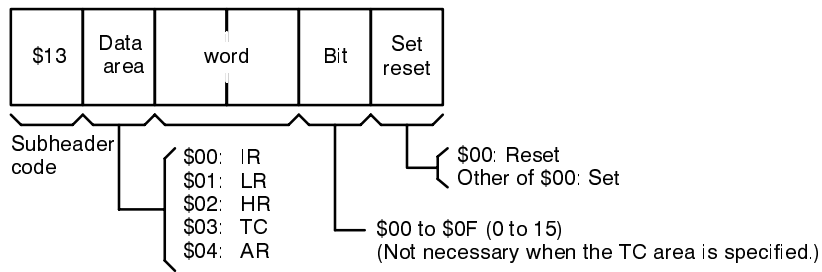 $13
Data
area
word
Bit
Set
reset
Subheader
code
$00: IR
$01: LR
$02: HR
$03: TC
$04: AR
$00: Reset
Other of $00: Set
$00 to $0F (0 to 15)
(Not necessary when the TC area is specified.)